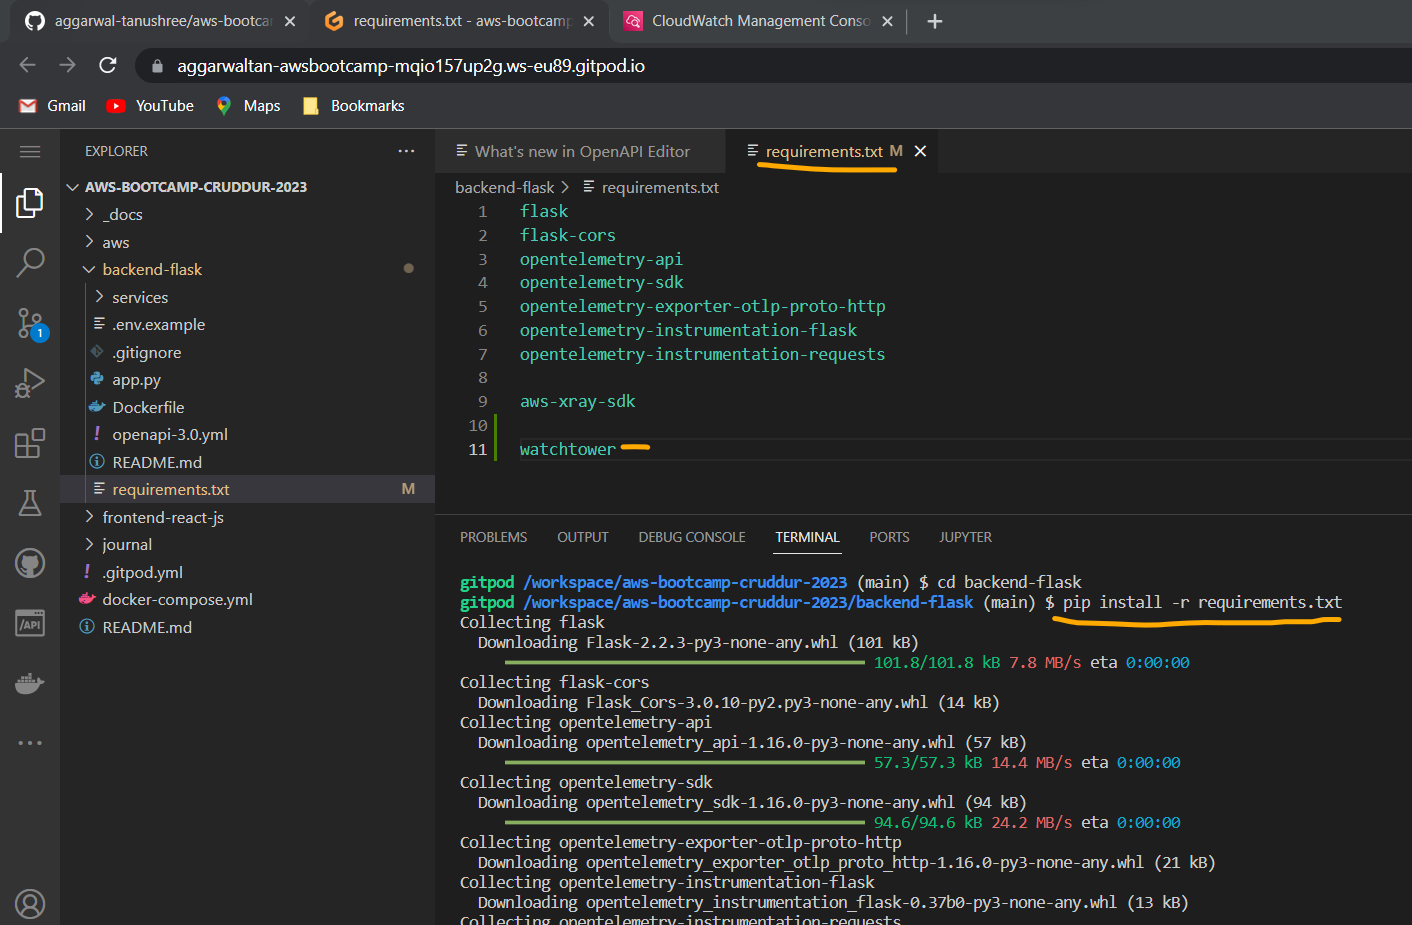 aggarwal-tanushree/aws-bootcar
requirements.txt - aws-bootcamp
CloudWatch Management Conso
aggarwaltan-awsbootcamp-mqio157up2g.ws-eu89.gitpod.io
Gmail
YouTube
Maps
Bookmarks
EXPLORER
AWS-BOOTCAMP-CRUDDUR-2023
_docs
aws
backend-flask
services
.env.example
.gitignore
app.py
Dockerfile
openapi-3.0.yml
README.md
requirements.txt M
frontend-react-js
journal
.gitpod.yml
docker-compose.yml
README.md
1
/API
What's new in OpenAPI Editor
requirements.txt M
backend-flask > requirements.txt
1 flask
2 flask-cors
3 opentelemetry-api
4 opentelemetry-sdk
5 opentelemetry-exporter-otlp-proto-http
6 opentelemetry-instrumentation-flask
7 opentelemetry-instrumentation-requests
8
9 aws-xray-sdk
10
11 watchtower
PROBLEMS OUTPUT DEBUG CONSOLE TERMINAL PORTS JUPYTER
gitpod /workspace/aws-bootcamp-cruddur-2023 (main) $ cd backend-flask
gitpod /workspace/aws-bootcamp-cruddur-2023/backend-flask (main) $ pip install -r requirements.txt
Collecting flask
Downloading Flask-2.2.3-py3-none-any.whl (101 kB)
101.8/101.8 kB 7.8 MB/s eta 0:00:00
Collecting flask-cors
Downloading Flask_Cors-3.0.10-py2.py3-none-any.whl (14 kB)
Collecting opentelemetry-api
Downloading opentelemetry_api-1.16.0-py3-none-any.whl (57 kB)
57.3/57.3 kB 14.4 MB/s eta 0:00:00
Collecting opentelemetry-sdk
Downloading opentelemetry_sdk-1.16.0-py3-none-any.whl (94 kB)
94.6/94.6 kB 24.2 MB/s eta 0:00:00
Collecting opentelemetry-exporter-otlp-proto-http
Downloading opentelemetry_exporter_otlp_proto_http-1.16.0-py3-none-any.whl (21 kB)
Collecting opentelemetry-instrumentation-flask
Downloading opentelemetry_instrumentation_flask-0.37b0-py3-none-any.whl (13 kB)
Collecting opentelemetry-instrumentation-requests